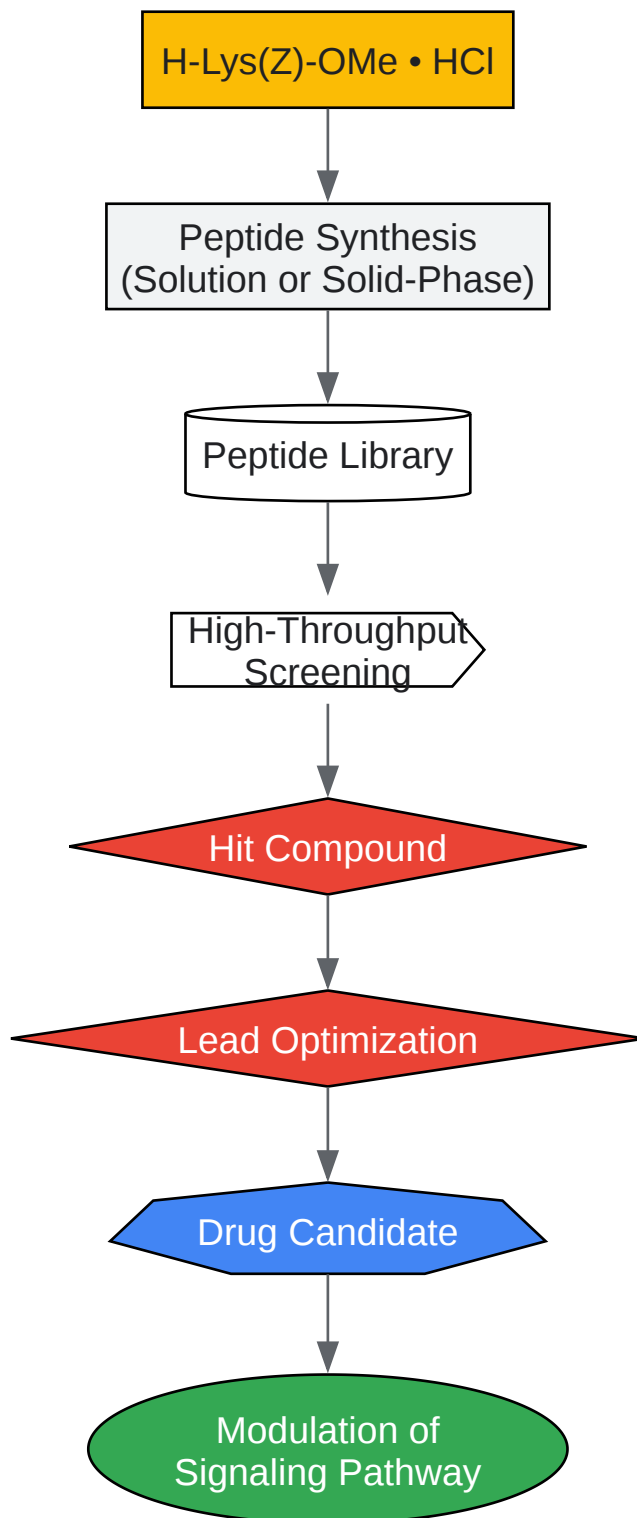 H-Lys(Z)-OMe • HCl
Peptide Synthesis
(Solution or Solid-Phase)
Peptide Library
High-Throughput
Screening
Hit Compound
Lead Optimization
Drug Candidate
Modulation of
Signaling Pathway